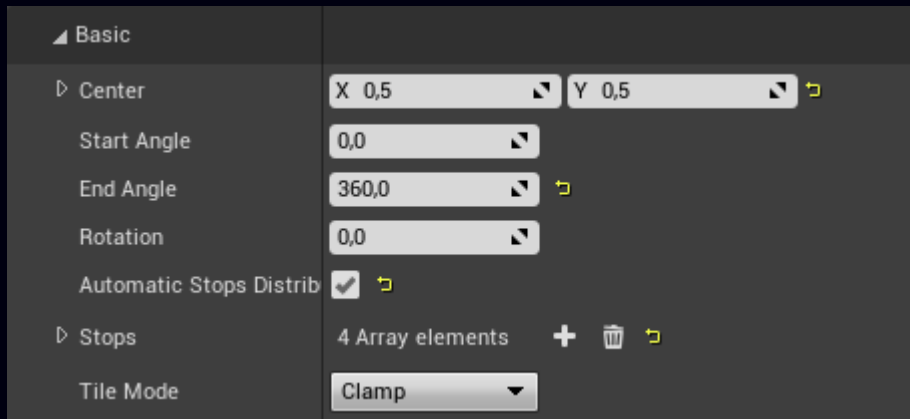 Basic
Center X 0,5 Y 0,5
Start Angle 0,0
End Angle 360,0
Rotation 0,0
Automatic Stops Distrib
Stops 4 Array elements
Tile Mode Clamp